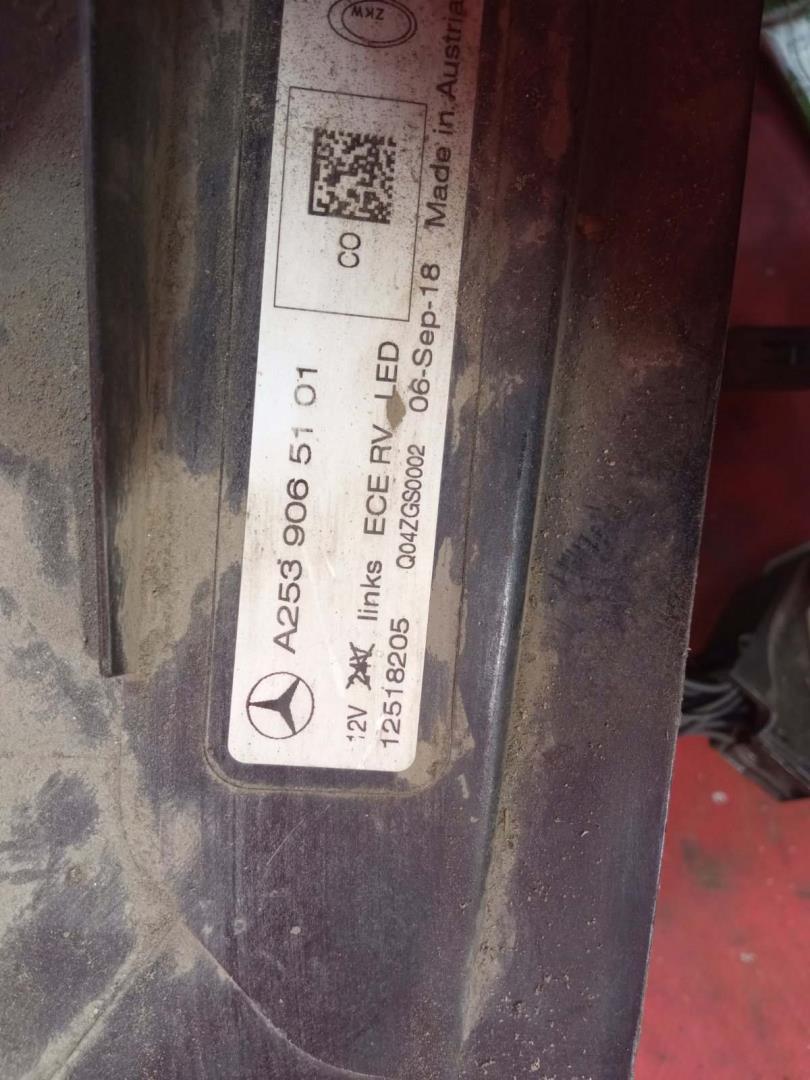 ZKW
CO
A253 906 51 01
12V 24V links ECE RV LED
12518205 Q04ZGS0002 06-Sep-18 Made in Austria